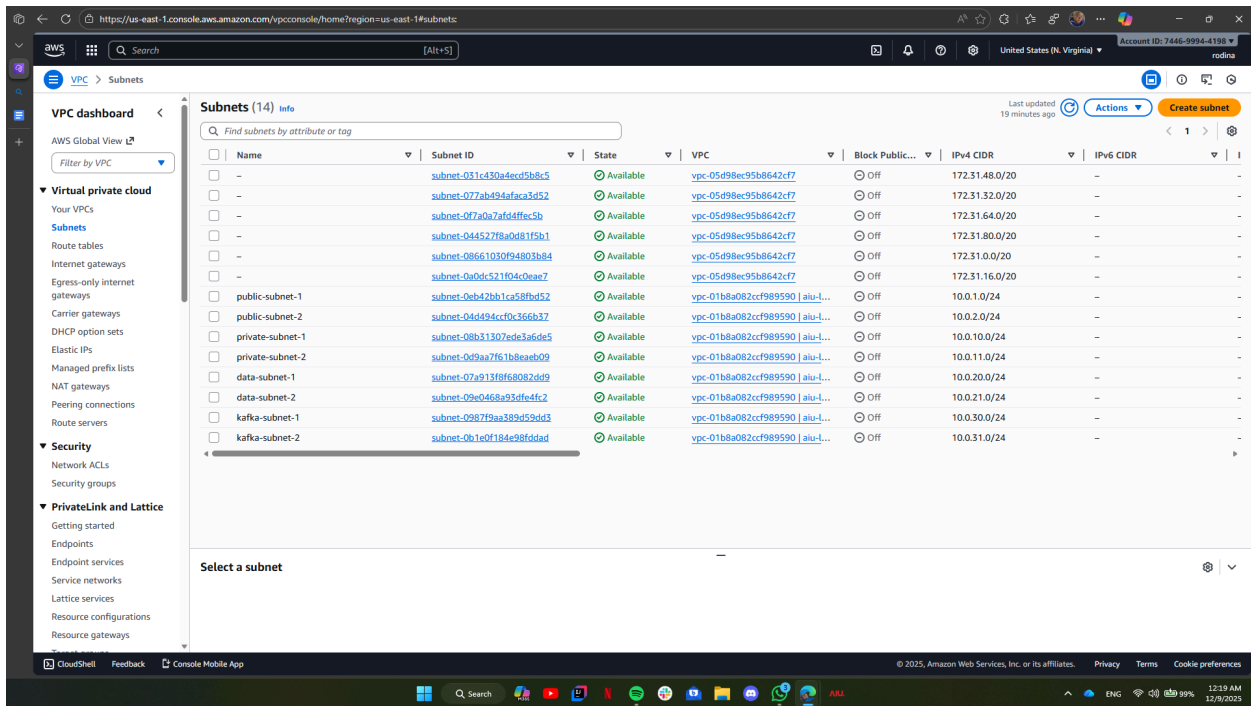 https://us-east-1.console.aws.amazon.com/vpcconsole/home?region=us-east-1#subnets:
aws
Search
[Alt+S]
United States (N. Virginia)
Account ID: 7446-9994-4198
rodina
VPC > Subnets
VPC dashboard
AWS Global View
Filter by VPC
Virtual private cloud
Your VPCs
Subnets
Route tables
Internet gateways
Egress-only internet
gateways
Carrier gateways
DHCP option sets
Elastic IPs
Managed prefix lists
NAT gateways
Peering connections
Route servers
Security
Network ACLs
Security groups
PrivateLink and Lattice
Getting started
Endpoints
Endpoint services
Service networks
Lattice services
Resource configurations
Resource gateways
Subnets (14) Info
Last updated
19 minutes ago
Actions
Create subnet
Find subnets by attribute or tag
1
Name Subnet ID State VPC Block Public... IPv4 CIDR IPv6 CIDR
– subnet-031c430a4ecd5b8c5 Available vpc-05d98ec95b8642cf7 Off 172.31.48.0/20 –
– subnet-077ab494afaca3d52 Available vpc-05d98ec95b8642cf7 Off 172.31.32.0/20 –
– subnet-0f7a0a7afd4ffec5b Available vpc-05d98ec95b8642cf7 Off 172.31.64.0/20 –
– subnet-044527f8a0d81f5b1 Available vpc-05d98ec95b8642cf7 Off 172.31.80.0/20 –
– subnet-08661030f94803b84 Available vpc-05d98ec95b8642cf7 Off 172.31.0.0/20 –
– subnet-0a0dc521f04c0eae7 Available vpc-05d98ec95b8642cf7 Off 172.31.16.0/20 –
public-subnet-1 subnet-0eb42bb1ca58fbd52 Available vpc-01b8a082ccf989590 | aiu-l... Off 10.0.1.0/24 –
public-subnet-2 subnet-04d494ccf0c366b37 Available vpc-01b8a082ccf989590 | aiu-l... Off 10.0.2.0/24 –
private-subnet-1 subnet-08b31307ede3a6de5 Available vpc-01b8a082ccf989590 | aiu-l... Off 10.0.10.0/24 –
private-subnet-2 subnet-0d9aa7f61b8eaeb09 Available vpc-01b8a082ccf989590 | aiu-l... Off 10.0.11.0/24 –
data-subnet-1 subnet-07a913f8f68082dd9 Available vpc-01b8a082ccf989590 | aiu-l... Off 10.0.20.0/24 –
data-subnet-2 subnet-09e0468a93dfe4fc2 Available vpc-01b8a082ccf989590 | aiu-l... Off 10.0.21.0/24 –
kafka-subnet-1 subnet-0987f9aa389d59dd3 Available vpc-01b8a082ccf989590 | aiu-l... Off 10.0.30.0/24 –
kafka-subnet-2 subnet-0b1e0f184e98fddad Available vpc-01b8a082ccf989590 | aiu-l... Off 10.0.31.0/24 –
Select a subnet
CloudShell Feedback Console Mobile App
© 2025, Amazon Web Services, Inc. or its affiliates. Privacy Terms Cookie preferences
Search
AIU
ENG
99%
12:19 AM
12/9/2025